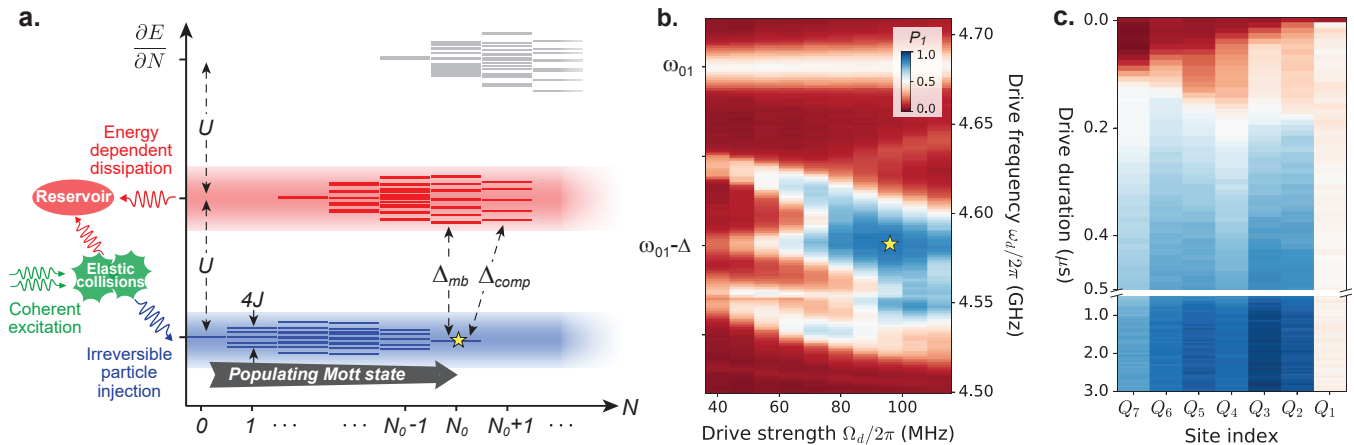 a.
∂E
∂N
U
U
Energy
dependent
dissipation
Reservoir
Elastic
collisions
Coherent
excitation
Irreversible
particle
injection
4J
Δmb
Δcomp
Populating Mott state
0
1
· · ·
· · ·
N0-1
N0
N0+1
· · ·
N
b.
P1
1.0
0.5
0.0
ω01
ω01-Δ
4.70
4.65
4.60
4.55
4.50
Drive frequency ωd/2π (GHz)
40
60
80
100
Drive strength Ωd/2π (MHz)
c.
0.0
0.2
0.4
0.5
1.0
2.0
3.0
Drive duration (μs)
Q7
Q6
Q5
Q4
Q3
Q2
Q1
Site index